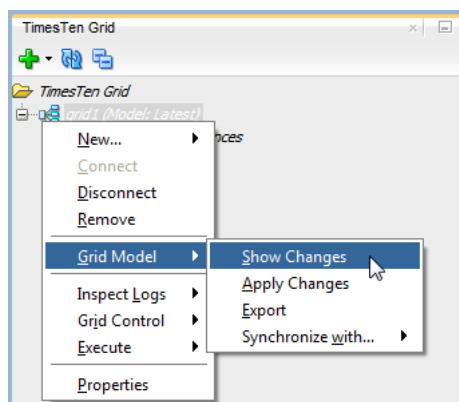 TimesTen Grid
TimesTen Grid
grid1 (Model: Latest)
New...
nces
Connect
Disconnect
Remove
Grid Model
Show Changes
Apply Changes
Inspect Logs
Export
Grid Control
Synchronize with...
Execute
Properties